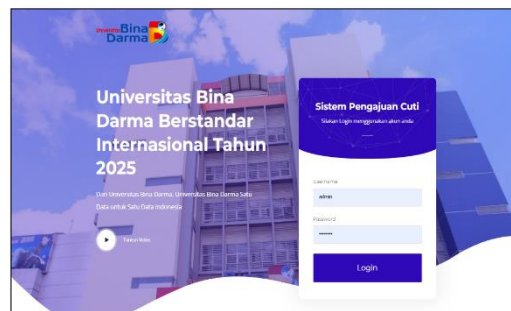 Universitas
Bina
Darma
Universitas Bina
Darma Berstandar
Internasional Tahun
2025
Dari Universitas Bina Darma, Universitas Bina Darma Satu
Data untuk Satu Data Indonesia
Tonton Video
Sistem Pengajuan Cuti
Silakan Login menggunakan akun anda
Username
admin
Password
Login